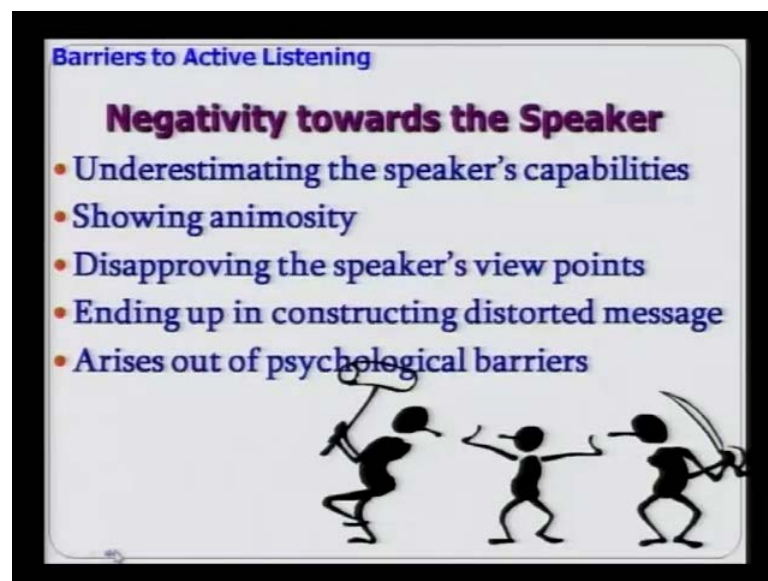 Barriers to Active Listening
Negativity towards the Speaker
• Underestimating the speaker's capabilities
• Showing animosity
• Disapproving the speaker's view points
• Ending up in constructing distorted message
• Arises out of psychological barriers